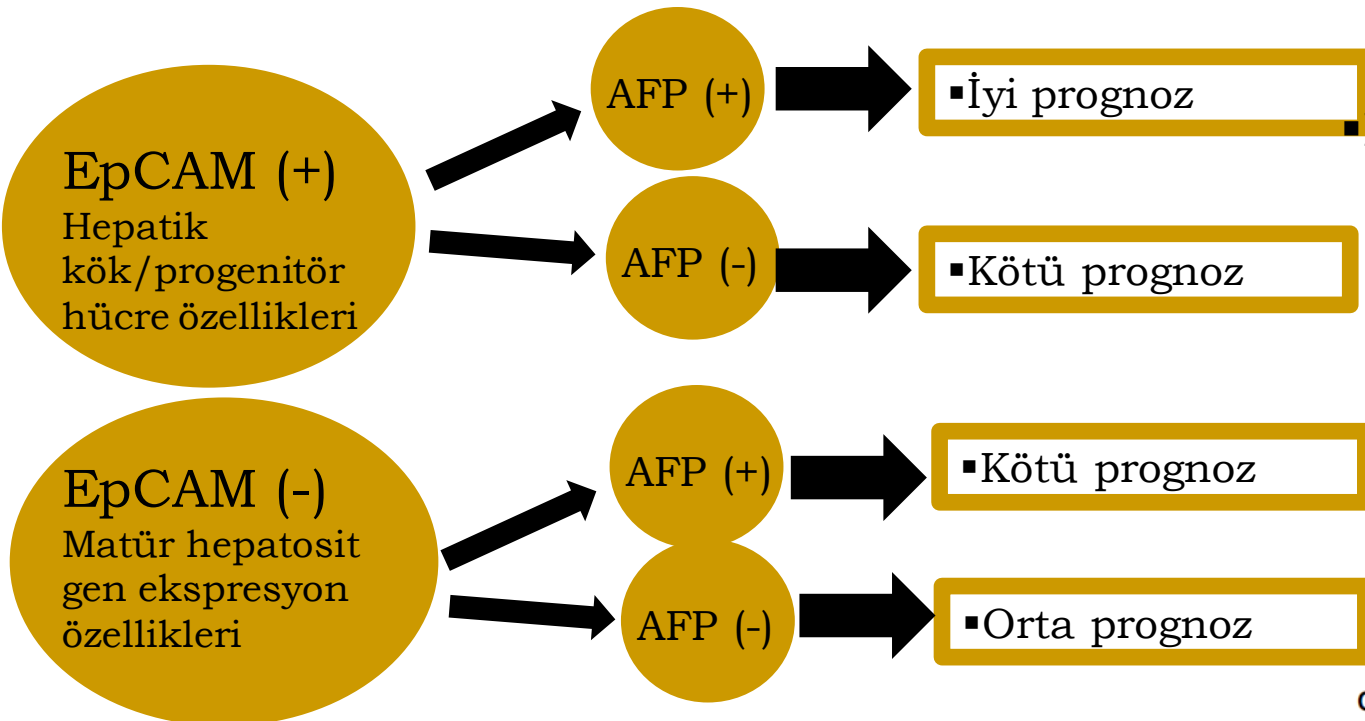 EpCAM (+)
Hepatik
kök/progenitör
hücre özellikleri
AFP (+)
▪İyi prognoz
▪
AFP (-)
▪Kötü prognoz
EpCAM (-)
Matür hepatosit
gen ekspresyon
özellikleri
AFP (+)
▪Kötü prognoz
AFP (-)
▪Orta prognoz